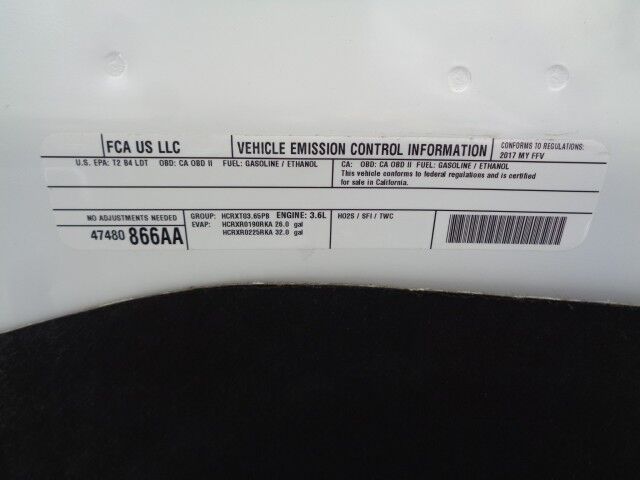 FCA US LLC
VEHICLE EMISSION CONTROL INFORMATION
CONFORMS TO REGULATIONS:
2017 MY FFV
U.S. EPA: T2 B4 LDT OBD: CA OBD II FUEL: GASOLINE / ETHANOL
CA: OBD: CA OBD II FUEL: GASOLINE / ETHANOL
This vehicle conforms to federal regulations and is certified
for sale in California.
NO ADJUSTMENTS NEEDED
47480 866AA
GROUP: HCRXT03.65PB ENGINE: 3.6L
EVAP: HCRXR0190RKA 26.0 gal
HCRXR0225RKA 32.0 gal
HO2S / SFI / TWC